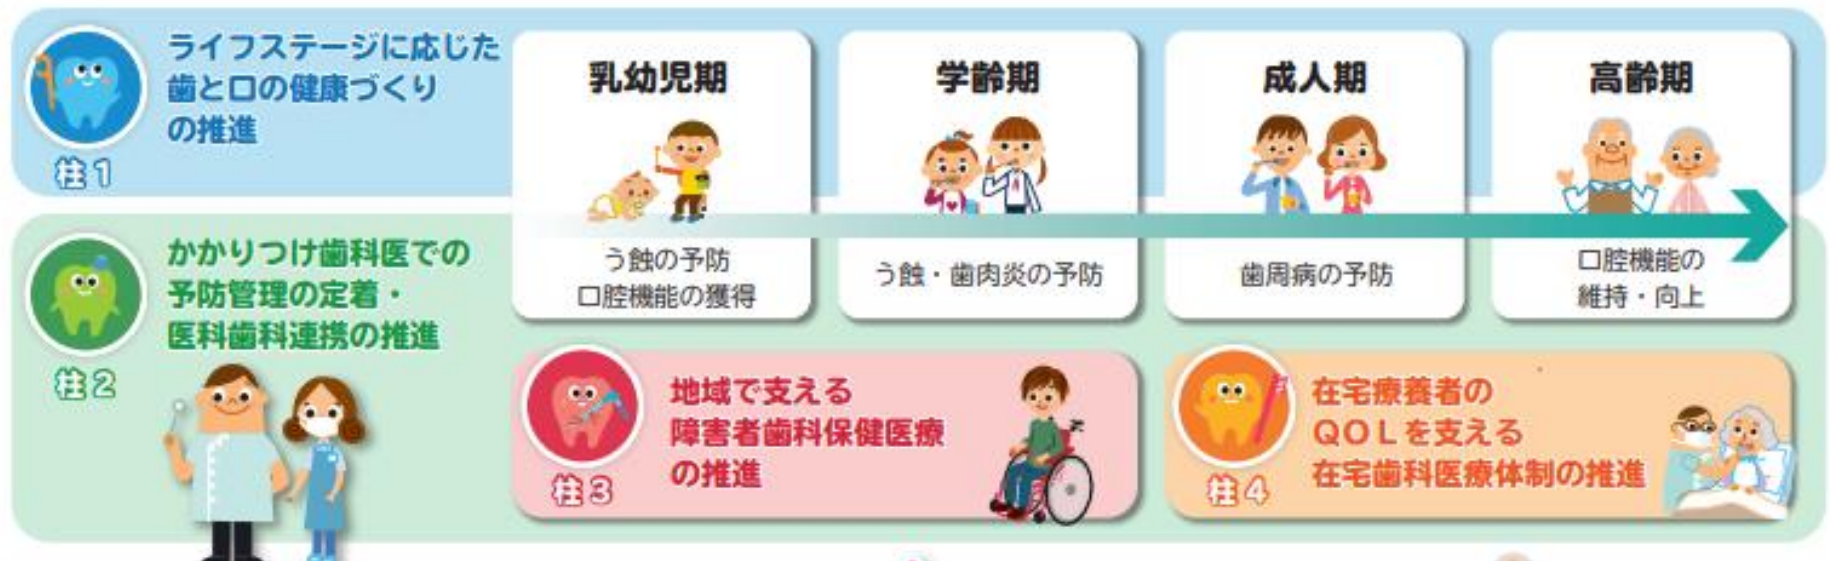 ライフステージに応じた
歯と口の健康づくり
の推進
柱1
乳幼児期
う蝕の予防
口腔機能の獲得
学齢期
う蝕・歯肉炎の予防
成人期
歯周病の予防
高齢期
口腔機能の
維持・向上
かかりつけ歯科医での
予防管理の定着・
医科歯科連携の推進
柱2
地域で支える
障害者歯科保健医療
の推進
柱3
在宅療養者の
QOLを支える
在宅歯科医療体制の推進
柱4